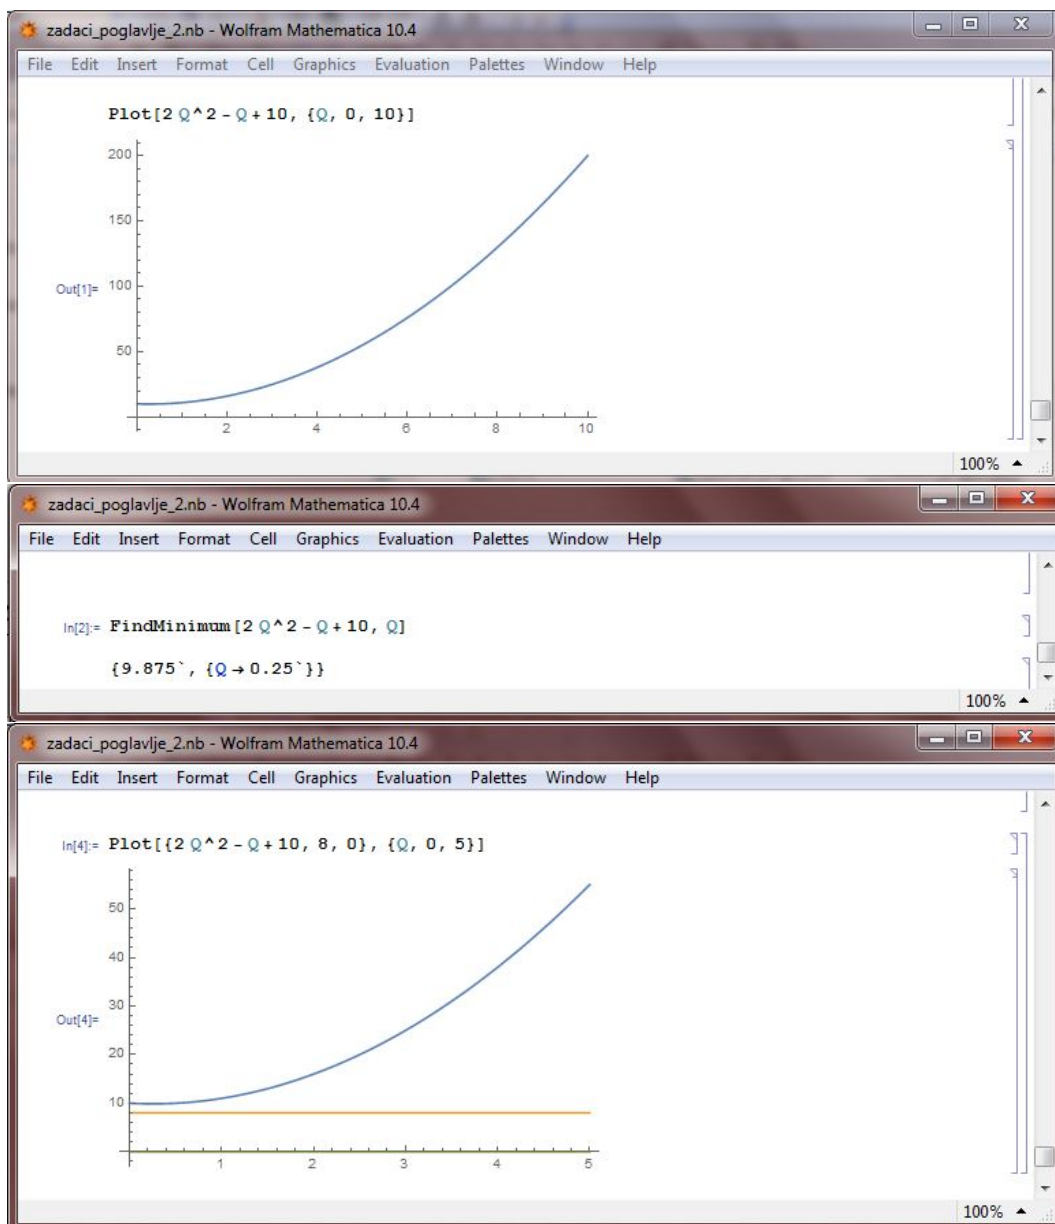 zadaci_poglavlje_2.nb - Wolfram Mathematica 10.4
File Edit Insert Format Cell Graphics Evaluation Palettes Window Help
Plot[2 Q^2 - Q + 10, {Q, 0, 10}]
200
150
Out[1]= 100
50
2 4 6 8 10
100%
zadaci_poglavlje_2.nb - Wolfram Mathematica 10.4
File Edit Insert Format Cell Graphics Evaluation Palettes Window Help
In[2]:= FindMinimum[2 Q^2 - Q + 10, Q]
{9.875`, {Q → 0.25`}}
100%
zadaci_poglavlje_2.nb - Wolfram Mathematica 10.4
File Edit Insert Format Cell Graphics Evaluation Palettes Window Help
In[4]:= Plot[{2 Q^2 - Q + 10, 8, 0}, {Q, 0, 5}]
50
40
30
Out[4]=
20
10
1 2 3 4 5
100%